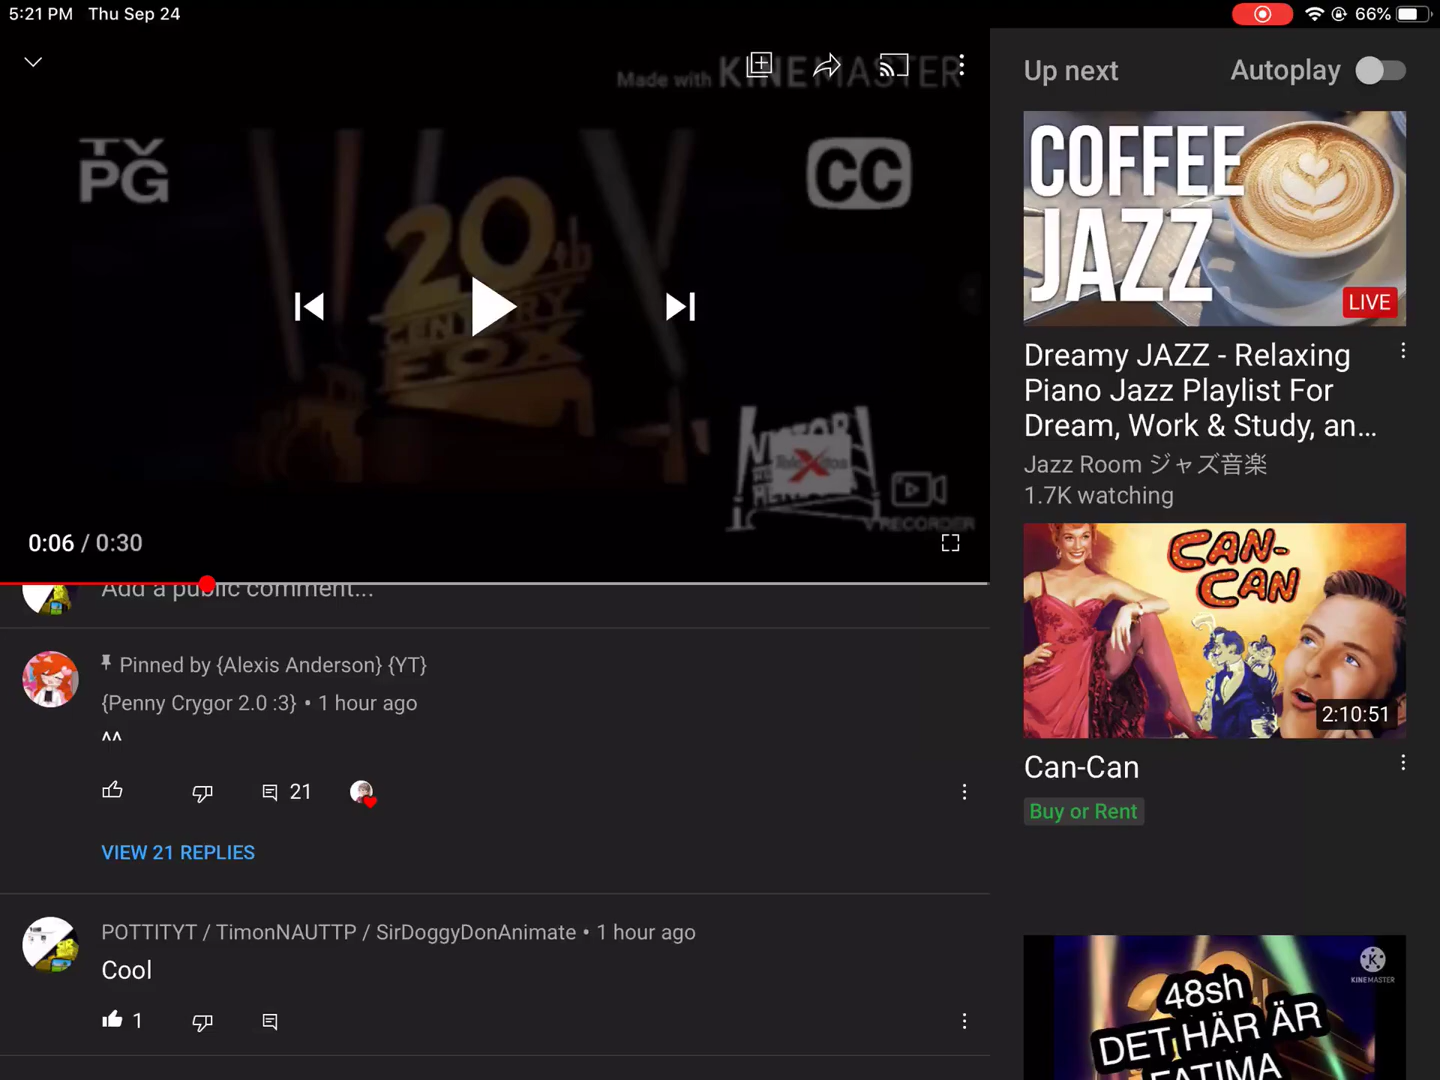 5:21 PM Thu Sep 24
66%
Made with KINEMASTER
TV
PG
CC
20th
CENTURY
FOX
VRECORDER
0:06 / 0:30
Add a public comment...
Pinned by {Alexis Anderson} {YT}
{Penny Crygor 2.0 :3} • 1 hour ago
^^
21
VIEW 21 REPLIES
POTTITYT / TimonNAUTTP / SirDoggyDonAnimate • 1 hour ago
Cool
1
Up next
Autoplay
COFFEE
JAZZ
LIVE
Dreamy JAZZ - Relaxing
Piano Jazz Playlist For
Dream, Work & Study, an...
Jazz Room ジャズ音楽
1.7K watching
CAN-
CAN
2:10:51
Can-Can
Buy or Rent
K
KINEMASTER
48sh
DET HÄR ÄR
FATIMA